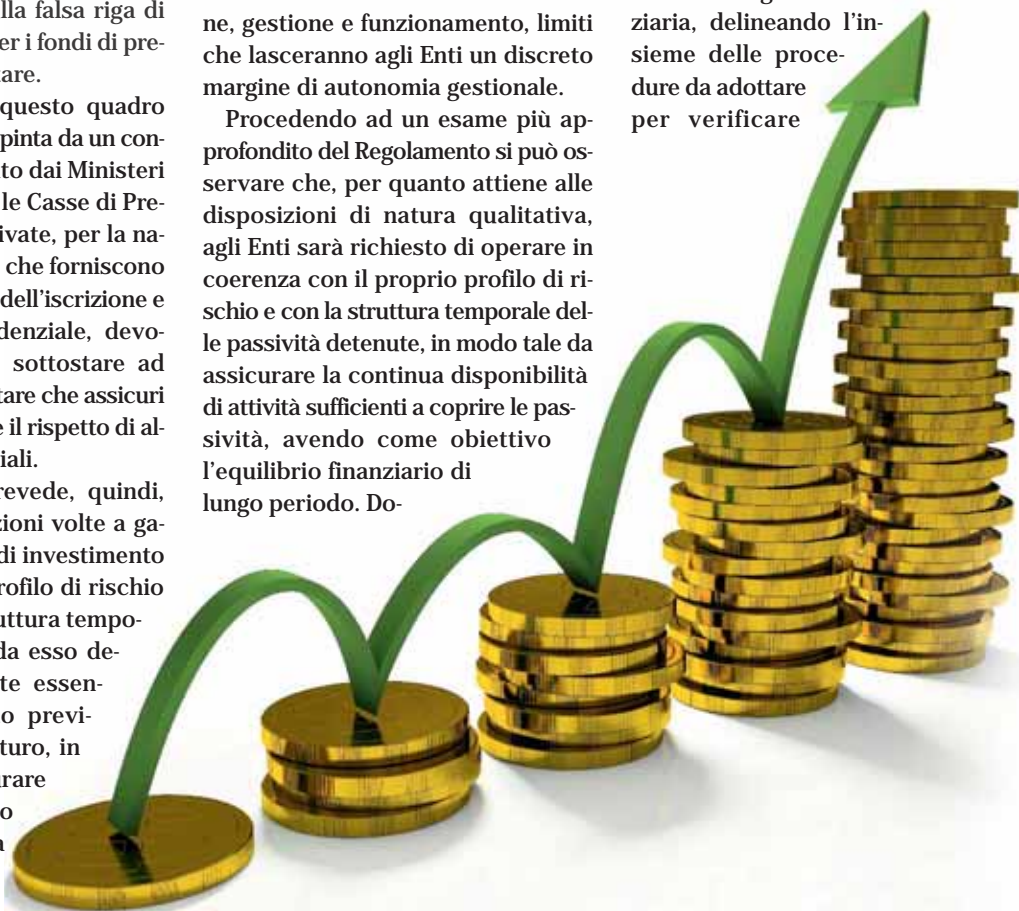 lla falsa riga di
er i fondi di pre-
tare.
questo quadro
pinta da un con-
to dai Ministeri
le Casse di Pre-
ivate, per la na-
che forniscono
dell'iscrizione e
denziale, devo-
sottostare ad
tare che assicuri
e il rispetto di al-
iali.
revede, quindi,
zioni volte a ga-
di investimento
rofilo di rischio
uttura tempo-
da esso de-
te essen-
o previ-
turo, in
urare
o
a
ne, gestione e funzionamento, limiti
che lasceranno agli Enti un discreto
margine di autonomia gestionale.
Procedendo ad un esame più ap-
profondito del Regolamento si può os-
servare che, per quanto attiene alle
disposizioni di natura qualitativa,
agli Enti sarà richiesto di operare in
coerenza con il proprio profilo di ri-
schio e con la struttura temporale del-
le passività detenute, in modo tale da
assicurare la continua disponibilità
di attività sufficienti a coprire le pas-
sività, avendo come obiettivo
l'equilibrio finanziario di
lungo periodo. Do-
ziaria, delineando l'in-
sieme delle proce-
dure da adottare
per verificare